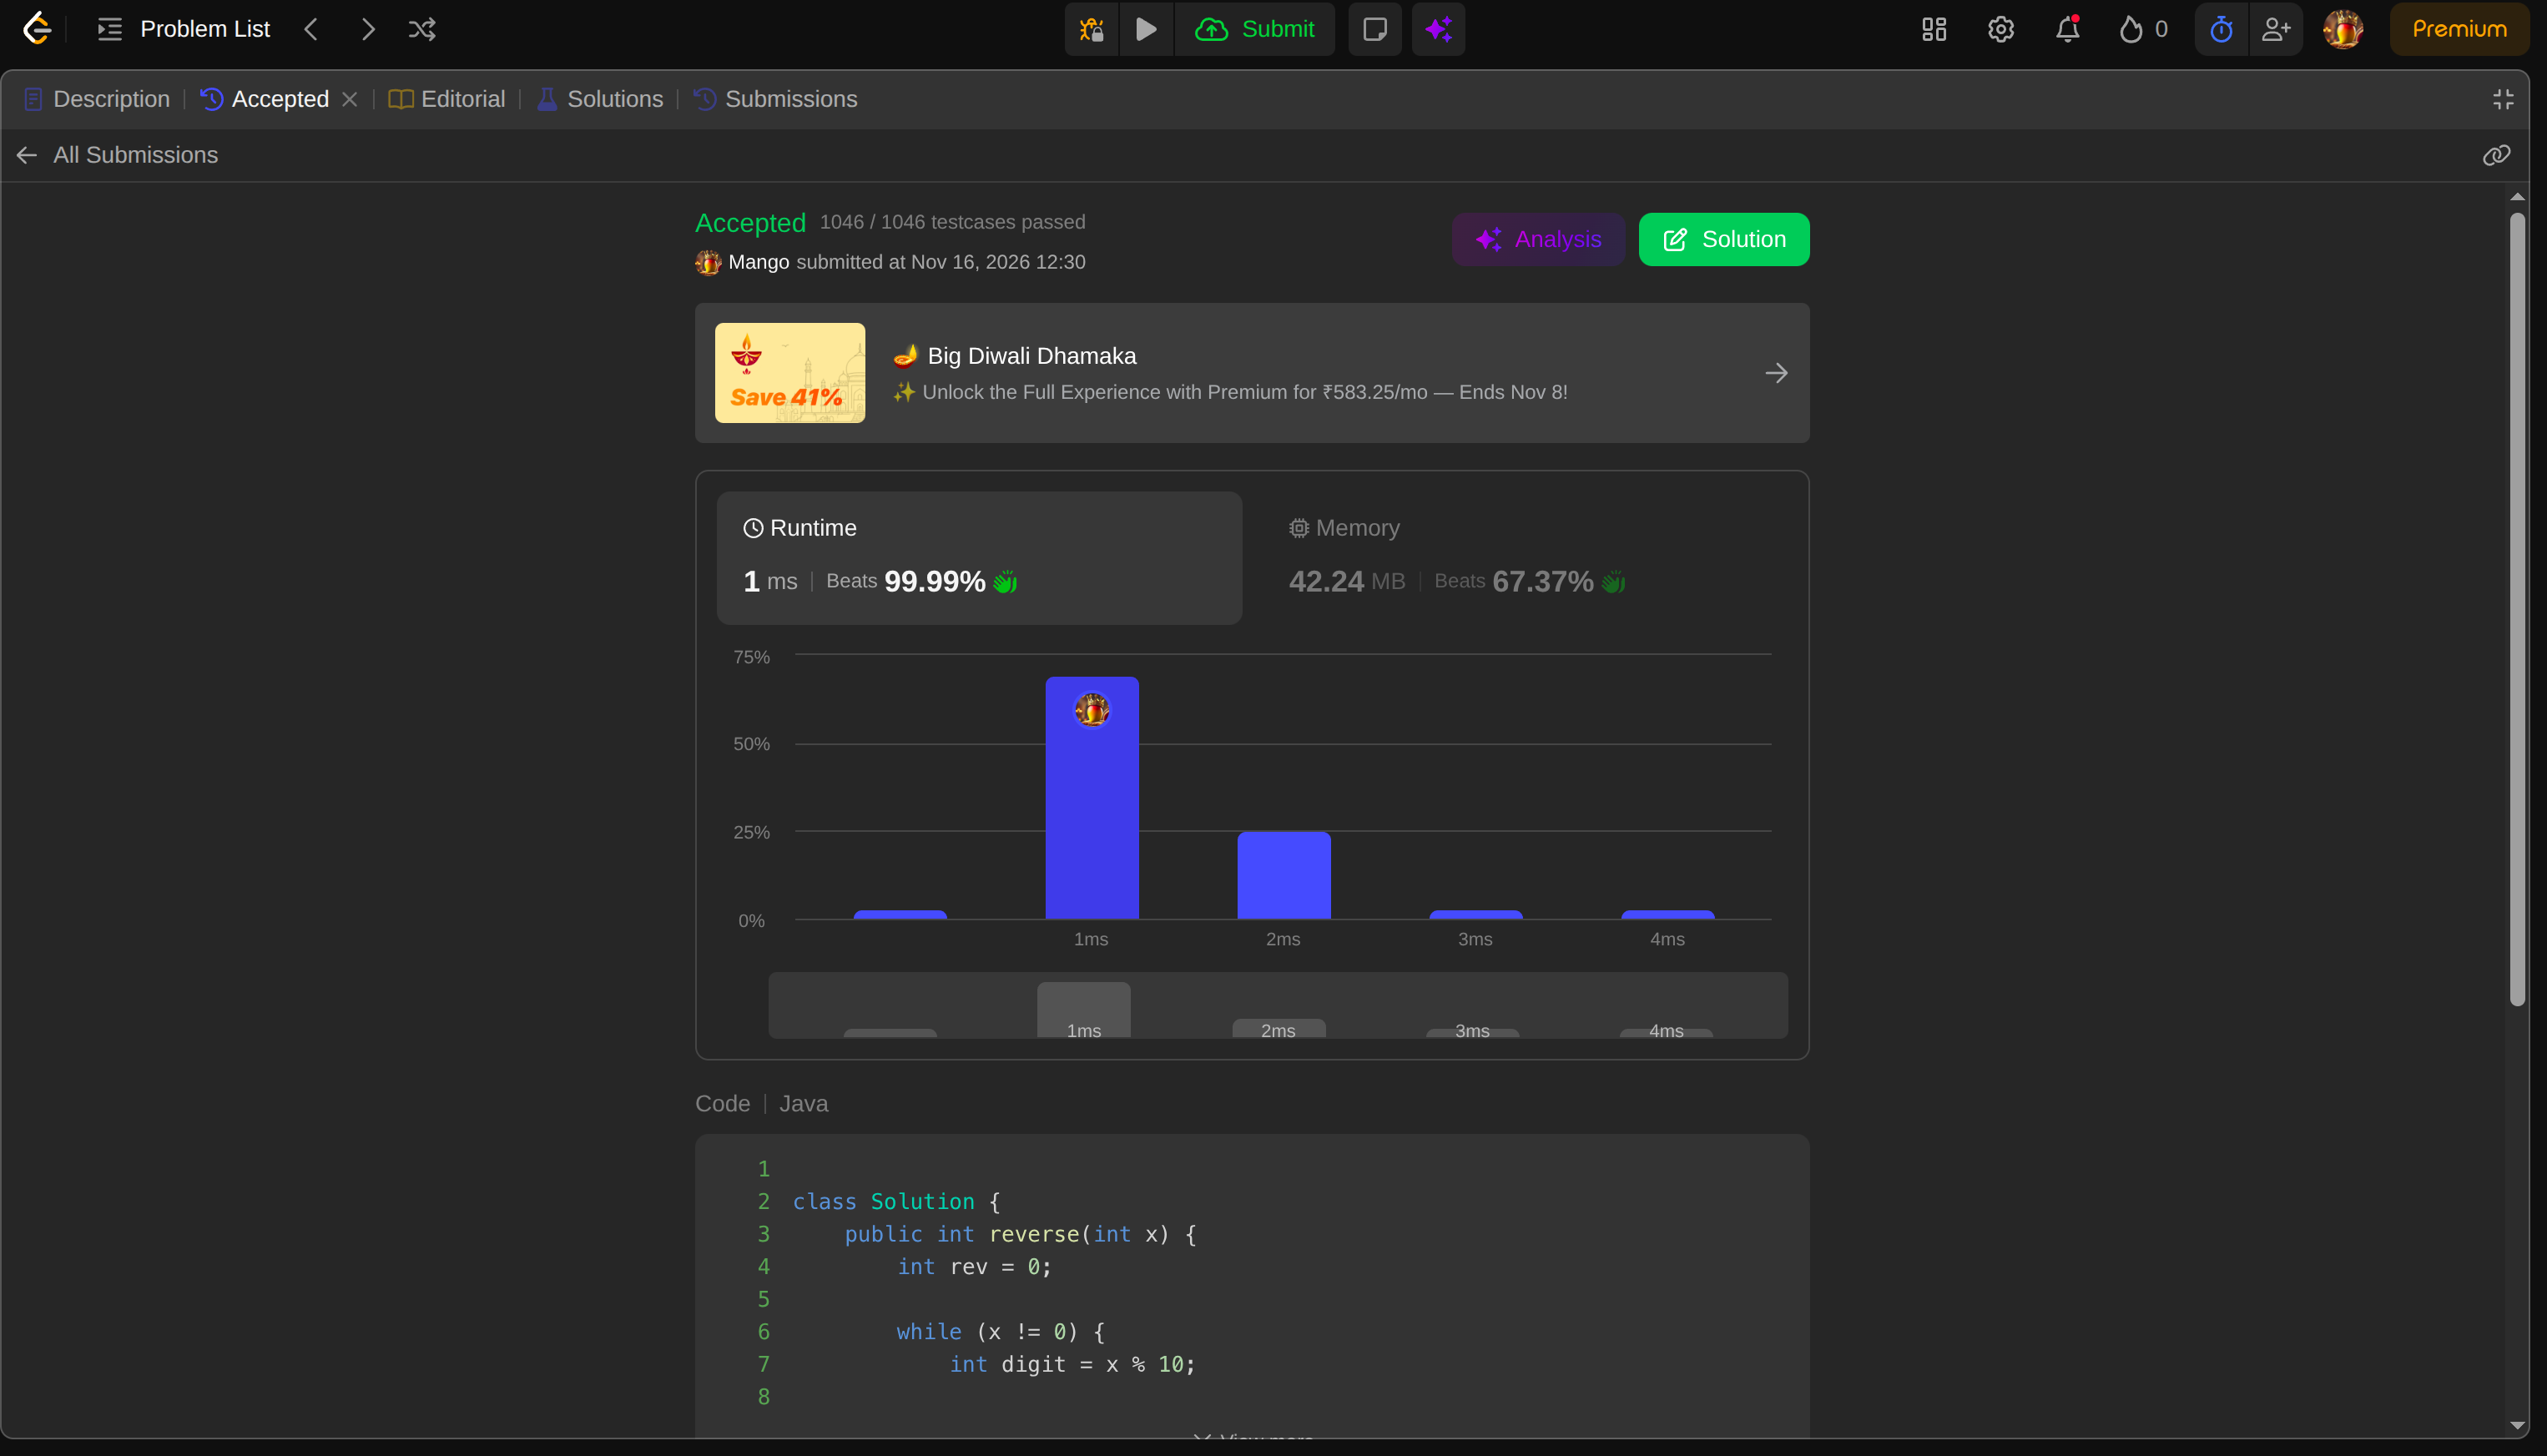 Problem List
Submit
0
Premium
Description
Accepted
Editorial
Solutions
Submissions
All Submissions
Accepted 1046 / 1046 testcases passed
Mango submitted at Nov 16, 2026 12:30
Analysis
Solution
Save 41%
🪔 Big Diwali Dhamaka
✨ Unlock the Full Experience with Premium for ₹583.25/mo — Ends Nov 8!
Runtime
1 ms | Beats 99.99%
Memory
42.24 MB | Beats 67.37%
75%
50%
25%
0%
1ms 2ms 3ms 4ms
1ms 2ms 3ms 4ms
Code | Java
1
2 class Solution {
3     public int reverse(int x) {
4         int rev = 0;
5
6         while (x != 0) {
7             int digit = x % 10;
8
View more